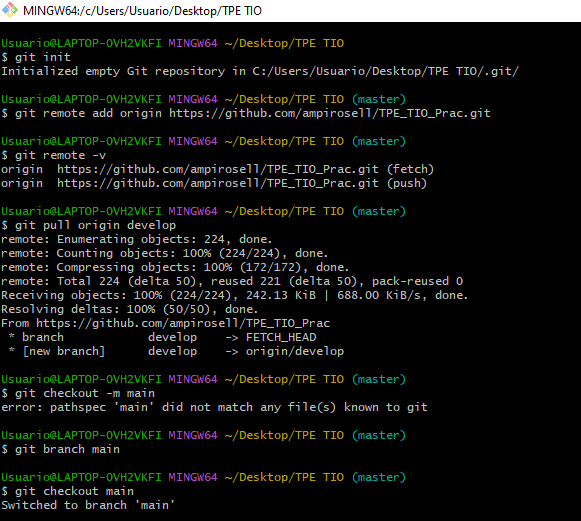 MINGW64:/c/Users/Usuario/Desktop/TPE TIO
Usuario@LAPTOP-OVH2VKFI MINGW64 ~/Desktop/TPE TIO
$ git init
Initialized empty Git repository in C:/Users/Usuario/Desktop/TPE TIO/.git/
Usuario@LAPTOP-OVH2VKFI MINGW64 ~/Desktop/TPE TIO (master)
$ git remote add origin https://github.com/ampirosell/TPE_TIO_Prac.git
Usuario@LAPTOP-OVH2VKFI MINGW64 ~/Desktop/TPE TIO (master)
$ git remote -v
origin  https://github.com/ampirosell/TPE_TIO_Prac.git (fetch)
origin  https://github.com/ampirosell/TPE_TIO_Prac.git (push)
Usuario@LAPTOP-OVH2VKFI MINGW64 ~/Desktop/TPE TIO (master)
$ git pull origin develop
remote: Enumerating objects: 224, done.
remote: Counting objects: 100% (224/224), done.
remote: Compressing objects: 100% (172/172), done.
remote: Total 224 (delta 50), reused 221 (delta 50), pack-reused 0
Receiving objects: 100% (224/224), 242.13 KiB | 688.00 KiB/s, done.
Resolving deltas: 100% (50/50), done.
From https://github.com/ampirosell/TPE_TIO_Prac
 * branch            develop    -> FETCH_HEAD
 * [new branch]      develop    -> origin/develop
Usuario@LAPTOP-OVH2VKFI MINGW64 ~/Desktop/TPE TIO (master)
$ git checkout -m main
error: pathspec 'main' did not match any file(s) known to git
Usuario@LAPTOP-OVH2VKFI MINGW64 ~/Desktop/TPE TIO (master)
$ git branch main
Usuario@LAPTOP-OVH2VKFI MINGW64 ~/Desktop/TPE TIO (master)
$ git checkout main
Switched to branch 'main'